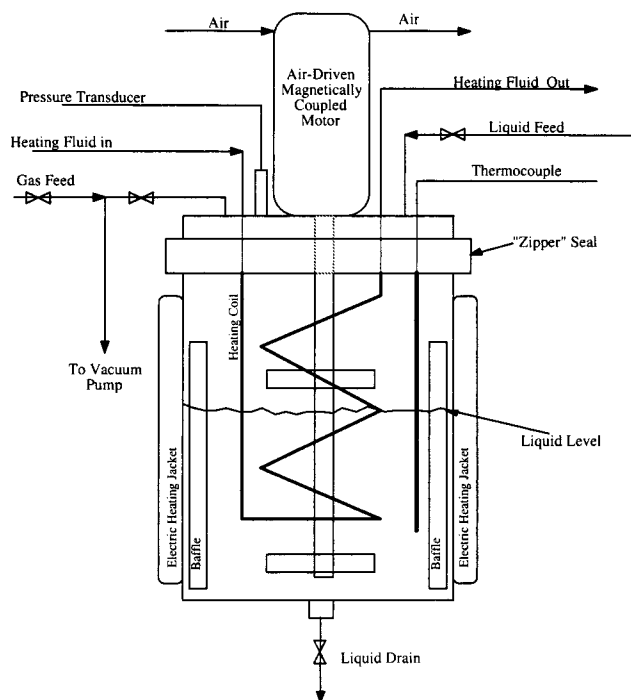 Air
Air
Air-Driven
Magnetically
Coupled
Motor
Heating Fluid Out
Pressure Transducer
Liquid Feed
Heating Fluid in
Thermocouple
Gas Feed
"Zipper" Seal
Heating Coil
To Vacuum
Pump
Liquid Level
Electric Heating Jacket
Baffle
Baffle
Electric Heating Jacket
Liquid Drain